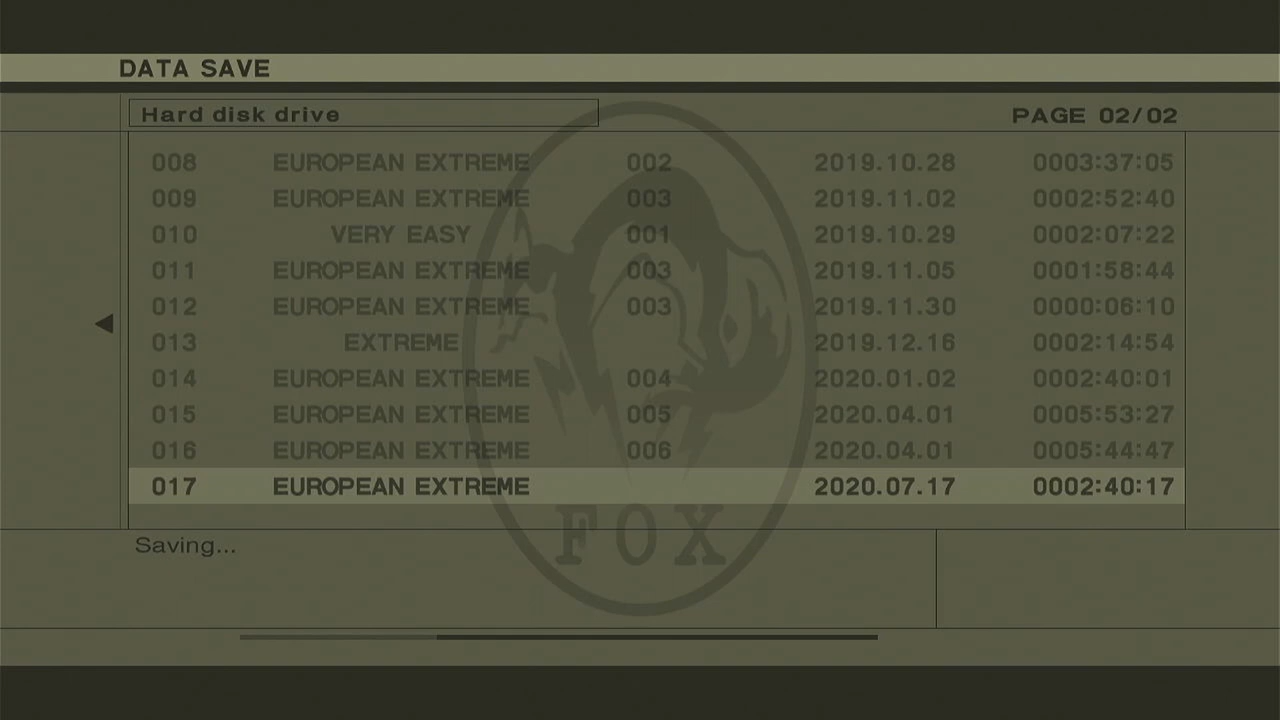 DATA SAVE
Hard disk drive PAGE 02/02
008 EUROPEAN EXTREME 002 2019.10.28 0003:37:05
009 EUROPEAN EXTREME 003 2019.11.02 0002:52:40
010 VERY EASY 001 2019.10.29 0002:07:22
011 EUROPEAN EXTREME 003 2019.11.05 0001:58:44
012 EUROPEAN EXTREME 003 2019.11.30 0000:06:10
013 EXTREME 2019.12.16 0002:14:54
014 EUROPEAN EXTREME 004 2020.01.02 0002:40:01
015 EUROPEAN EXTREME 005 2020.04.01 0005:53:27
016 EUROPEAN EXTREME 006 2020.04.01 0005:44:47
017 EUROPEAN EXTREME 2020.07.17 0002:40:17
FOX
Saving...